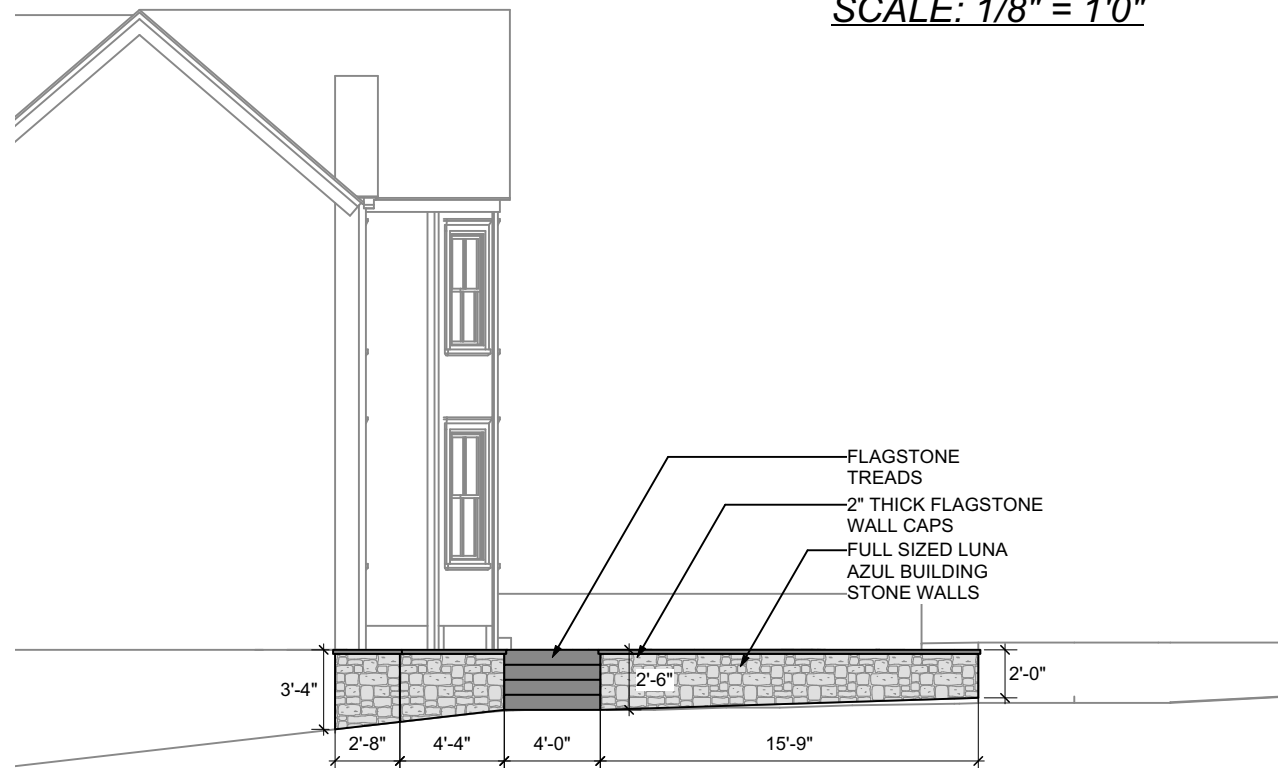 SCALE: 1/8" = 1'0"
FLAGSTONE
TREADS
2" THICK FLAGSTONE
WALL CAPS
FULL SIZED LUNA
AZUL BUILDING
STONE WALLS
3'-4"
2'-6"
2'-0"
2'-8"
4'-4"
4'-0"
15'-9"